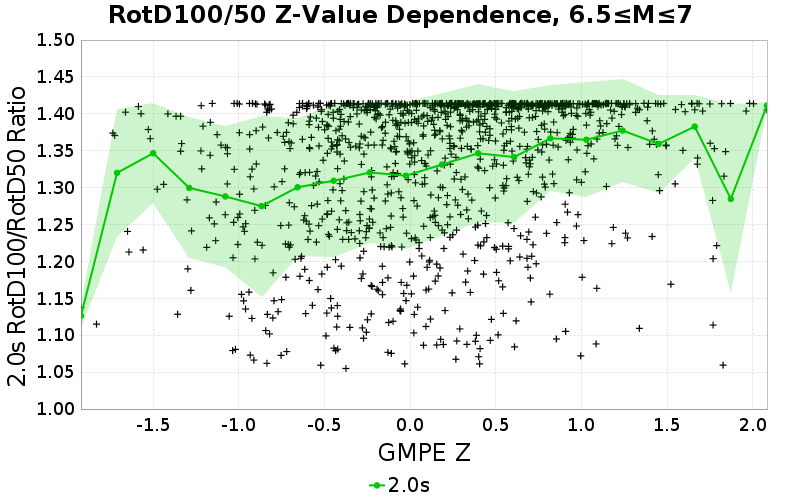 RotD100/50 Z-Value Dependence, 6.5≤M≤7
2.0s RotD100/RotD50 Ratio
1.50
1.45
1.40
1.35
1.30
1.25
1.20
1.15
1.10
1.05
1.00
-1.5 -1.0 -0.5 0.0 0.5 1.0 1.5 2.0
GMPE Z
2.0s